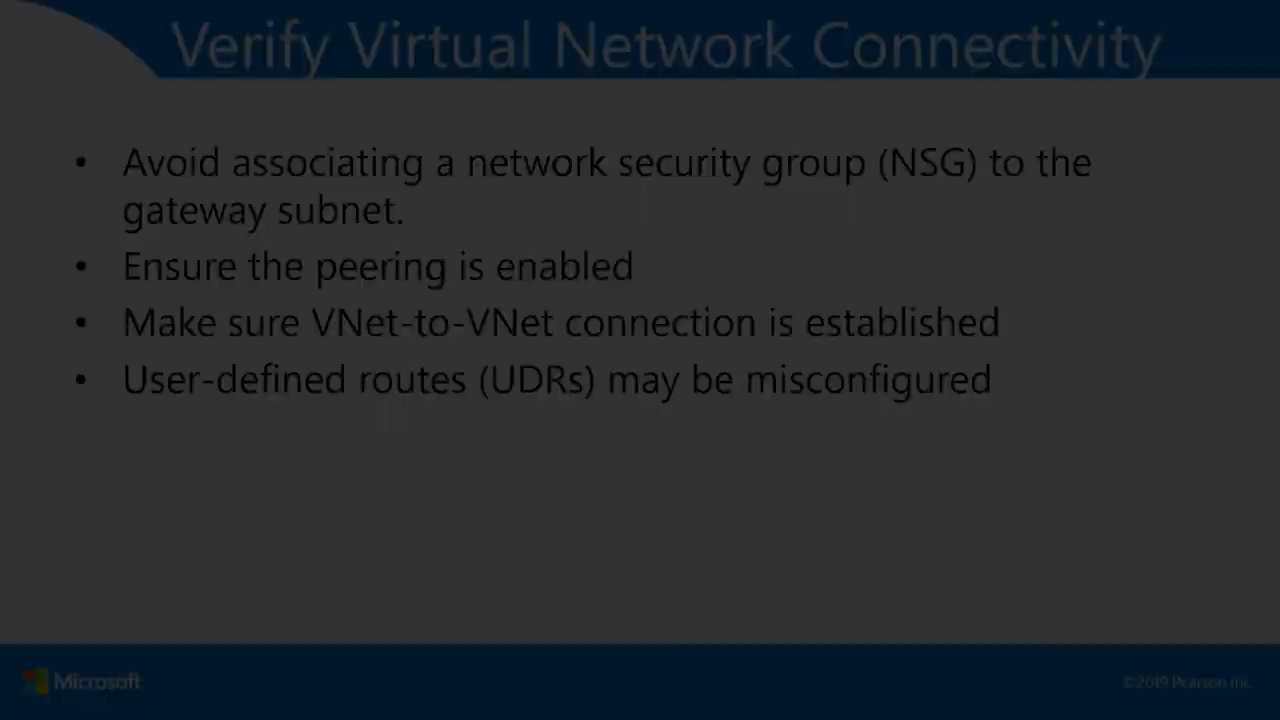 Verify Virtual Network Connectivity
• Avoid associating a network security group (NSG) to the
gateway subnet.
• Ensure the peering is enabled
• Make sure VNet-to-VNet connection is established
• User-defined routes (UDRs) may be misconfigured
Microsoft
©2019 Pearson Inc.